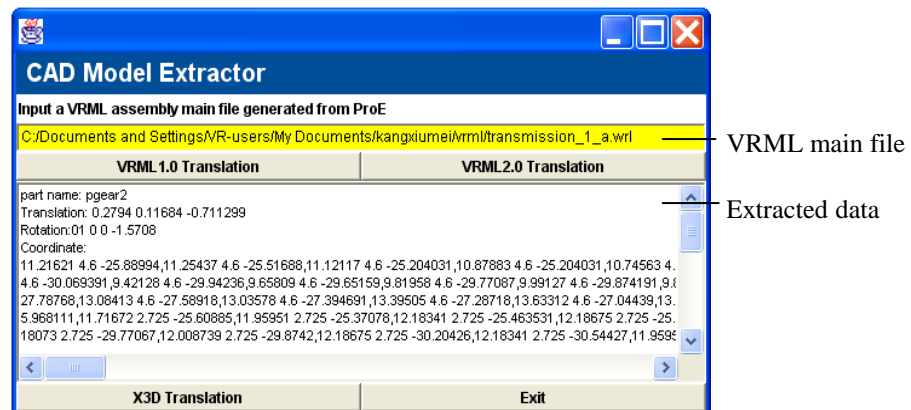 CAD Model Extractor
Input a VRML assembly main file generated from ProE
C:/Documents and Settings/VR-users/My Documents/kangxiumei/vrml/transmission_1_a.wrl
VRML main file
VRML1.0 Translation VRML2.0 Translation
part name: pgear2
Translation: 0.2794 0.11684 -0.711299
Rotation:01 0 0 -1.5708
Coordinate:
Extracted data
11.21621 4.6 -25.88994,11.25437 4.6 -25.51688,11.12117 4.6 -25.204031,10.87883 4.6 -25.204031,10.74563 4.
4.6 -30.069391,9.42128 4.6 -29.94236,9.65809 4.6 -29.65159,9.81958 4.6 -29.77087,9.99127 4.6 -29.874191,9.8
27.78768,13.08413 4.6 -27.58918,13.03578 4.6 -27.394691,13.39505 4.6 -27.28718,13.63312 4.6 -27.04439,13.
5.968111,11.71672 2.725 -25.60885,11.95951 2.725 -25.37078,12.18341 2.725 -25.463531,12.18675 2.725 -25.
18073 2.725 -29.77067,12.008739 2.725 -29.8742,12.18675 2.725 -30.20426,12.18341 2.725 -30.54427,11.9595
X3D Translation Exit